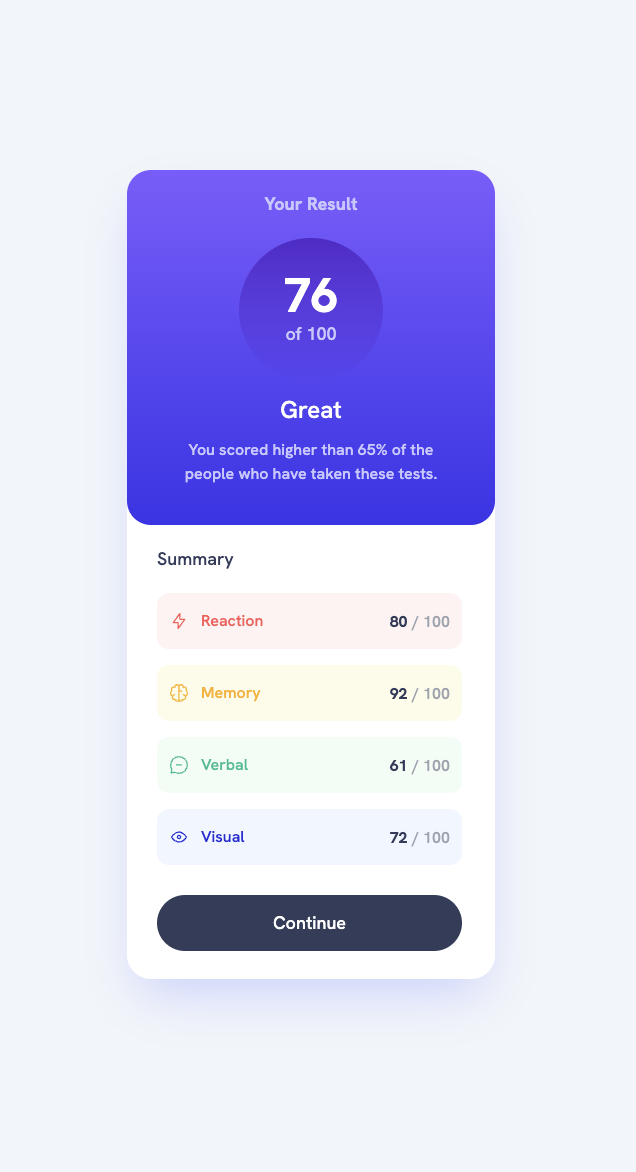 Your Result
76
of 100
Great
You scored higher than 65% of the
people who have taken these tests.
Summary
Reaction 80 / 100
Memory 92 / 100
Verbal 61 / 100
Visual 72 / 100
Continue